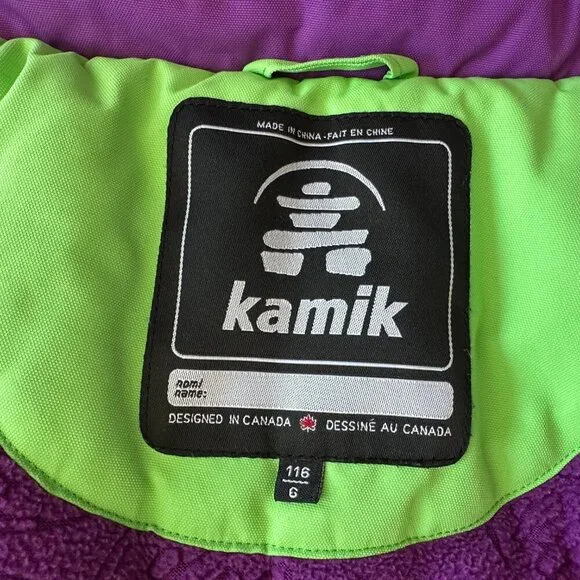 MADE IN CHINA - FAIT EN CHINE
kamik
nom/
name:
DESIGNED IN CANADA DESSINÉ AU CANADA
116
6